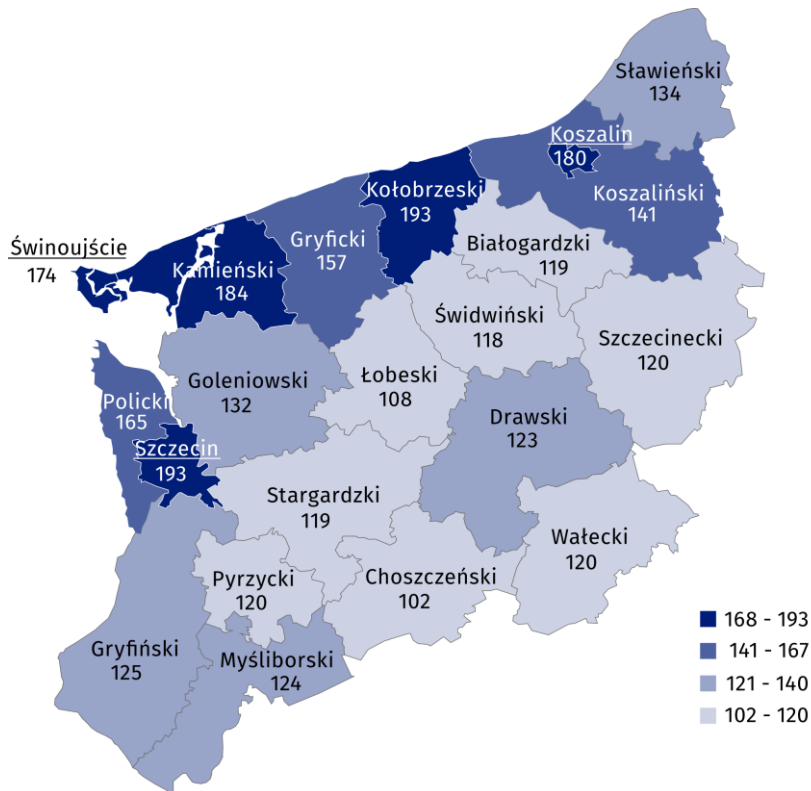 Sławieński
134
Koszalin
180
Koszaliński
141
Kołobrzeski
193
Gryficki
157
Białogardzki
119
Świnoujście
174
Kamieński
184
Świdwiński
118
Szczecinecki
120
Goleniowski
132
Łobeski
108
Policki
165
Drawski
123
Szczecin
193
Stargardzki
119
Wałecki
120
Pyrzycki
120
Choszczeński
102
Gryfiński
125
Myśliborski
124
168 - 193
141 - 167
121 - 140
102 - 120